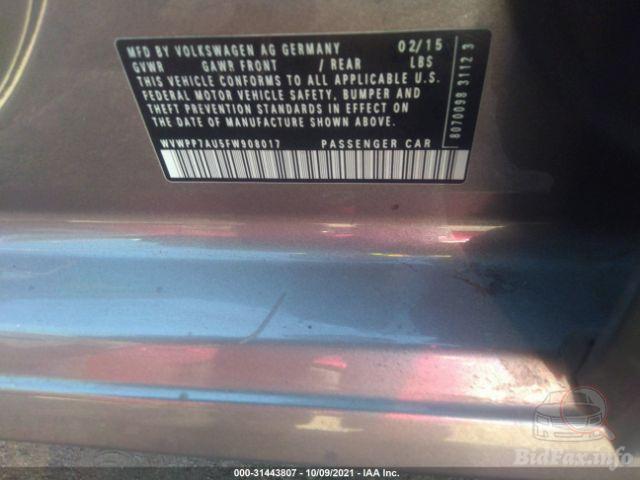 MFD BY VOLKSWAGEN AG GERMANY 02/15
GVWR GAWR FRONT / REAR LBS
THIS VEHICLE CONFORMS TO ALL APPLICABLE U.S.
FEDERAL MOTOR VEHICLE SAFETY, BUMPER AND
THEFT PREVENTION STANDARDS IN EFFECT ON
THE DATE OF MANUFACTURE SHOWN ABOVE.
WVWPP7AU5FW908017 PASSENGER CAR
8070098 3112 3
000-31443807 - 10/09/2021 - IAA Inc.
BidFax.info